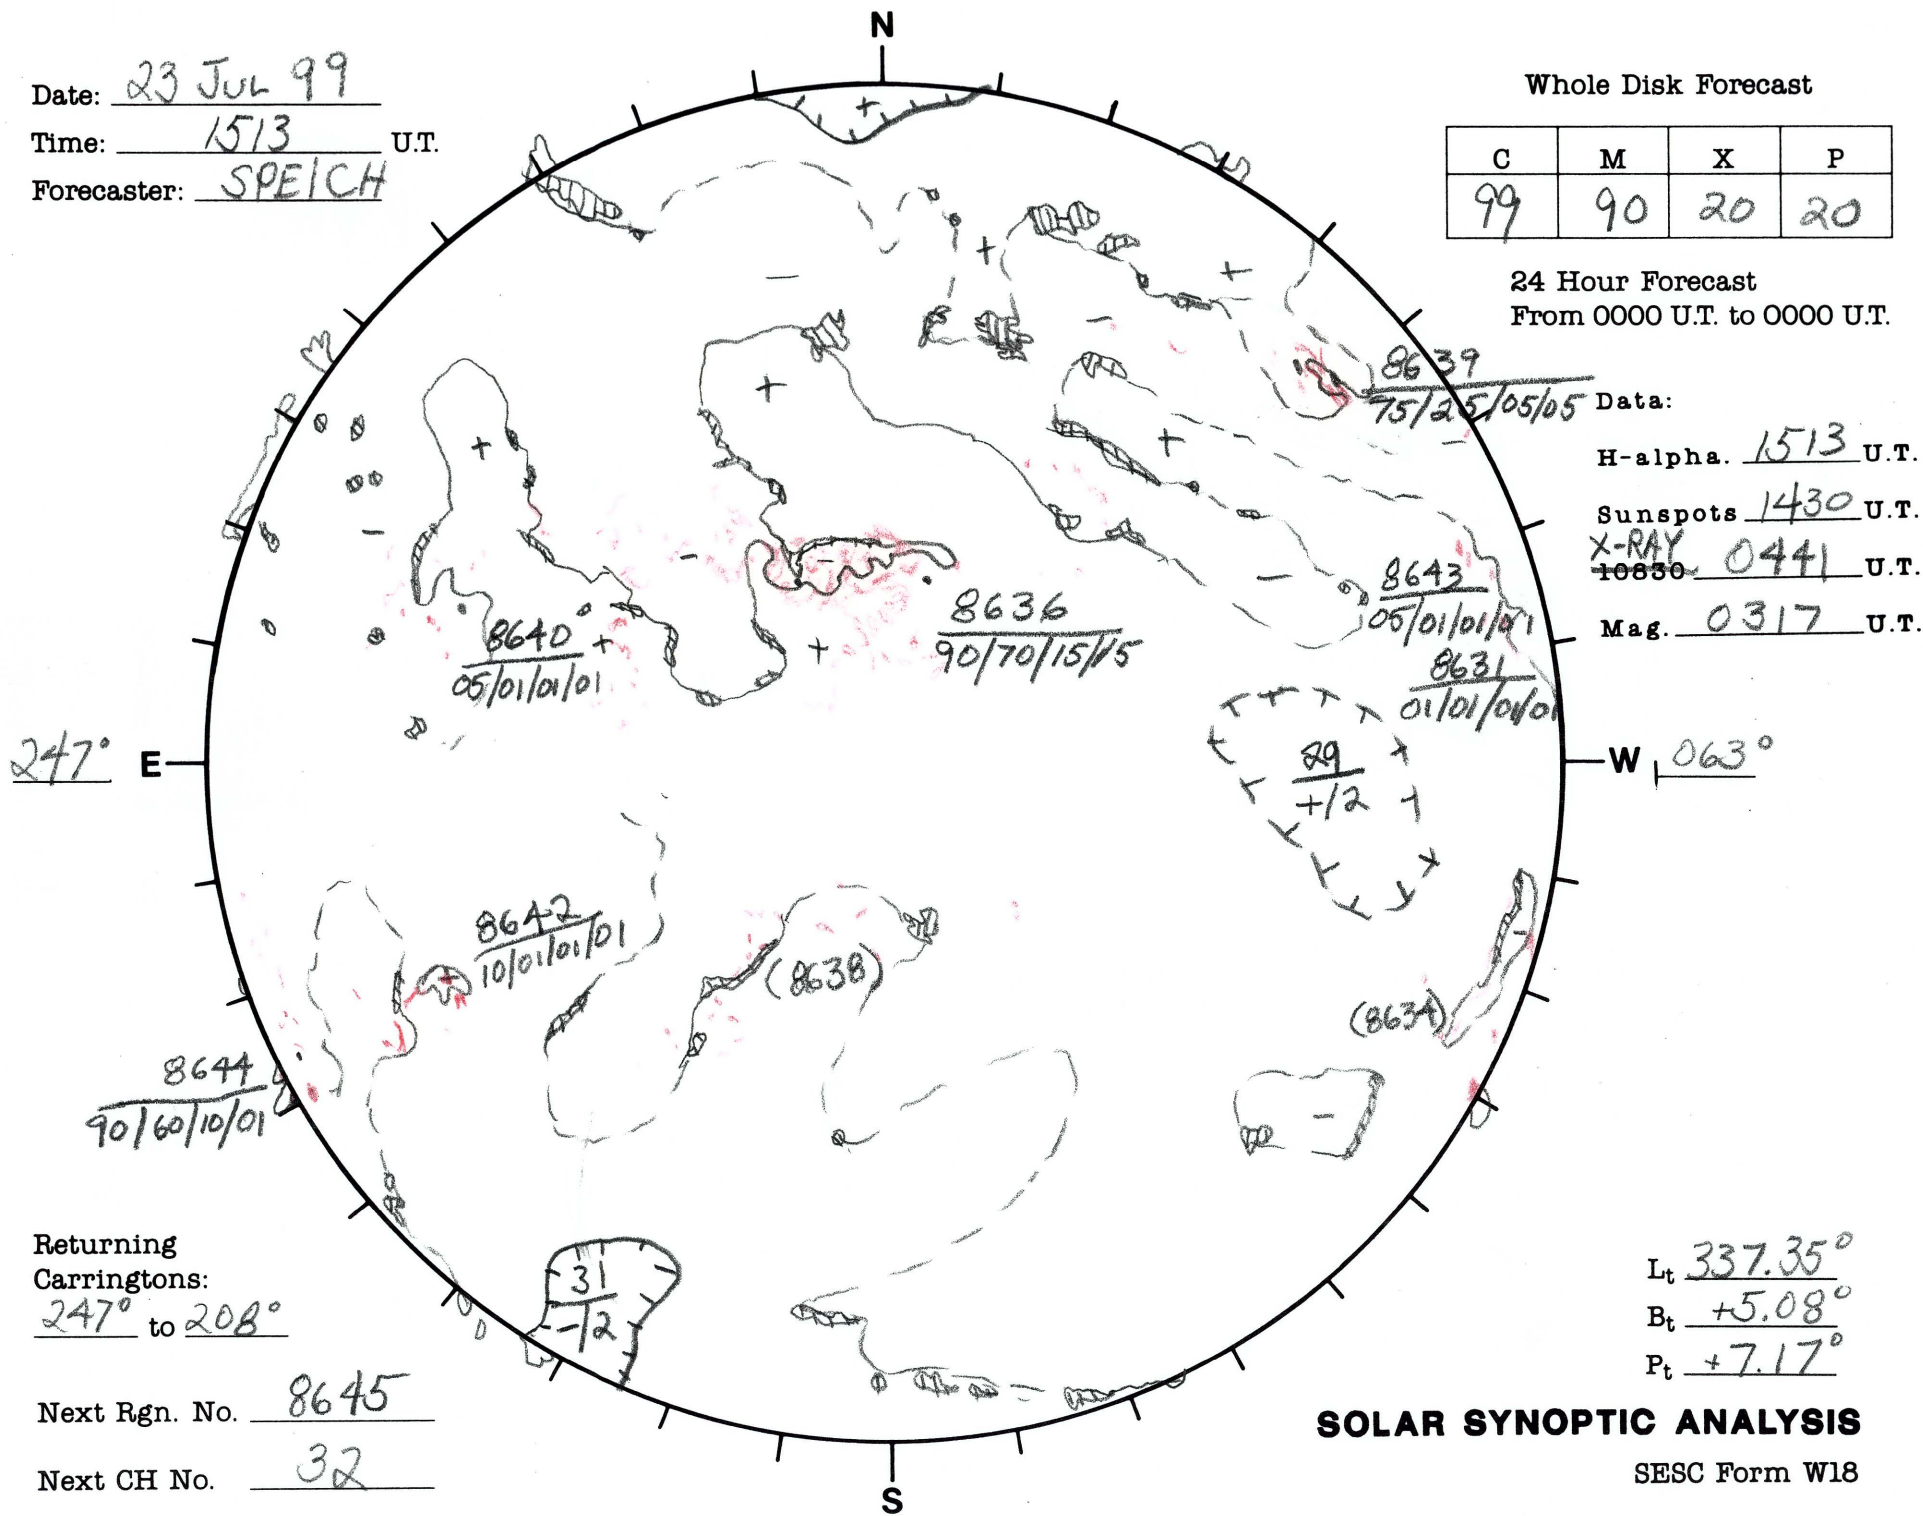 N
Date: 23 JUL 99
Time: 1513 U.T.
Forecaster: SPEICH
Whole Disk Forecast
C M X P
99 90 20 20
24 Hour Forecast
From 0000 U.T. to 0000 U.T.
8639
75/25/05/05
Data:
H-alpha. 1513 U.T.
Sunspots 1430 U.T.
X-RAY
10830 0441 U.T.
Mag. 0317 U.T.
8643
05/01/01/01
8636
90/70/15/15
8640
05/01/01/01
8631
01/01/01/01
247° E
W 063°
29
+/2
8642
10/01/01/01
(8638)
(8634)
8644
90/60/10/01
31
-/2
Returning
Carringtons:
247° to 208°
Next Rgn. No. 8645
Next CH No. 32
Lt 337.35°
Bt +5.08°
Pt +7.17°
SOLAR SYNOPTIC ANALYSIS
SESC Form W18
S